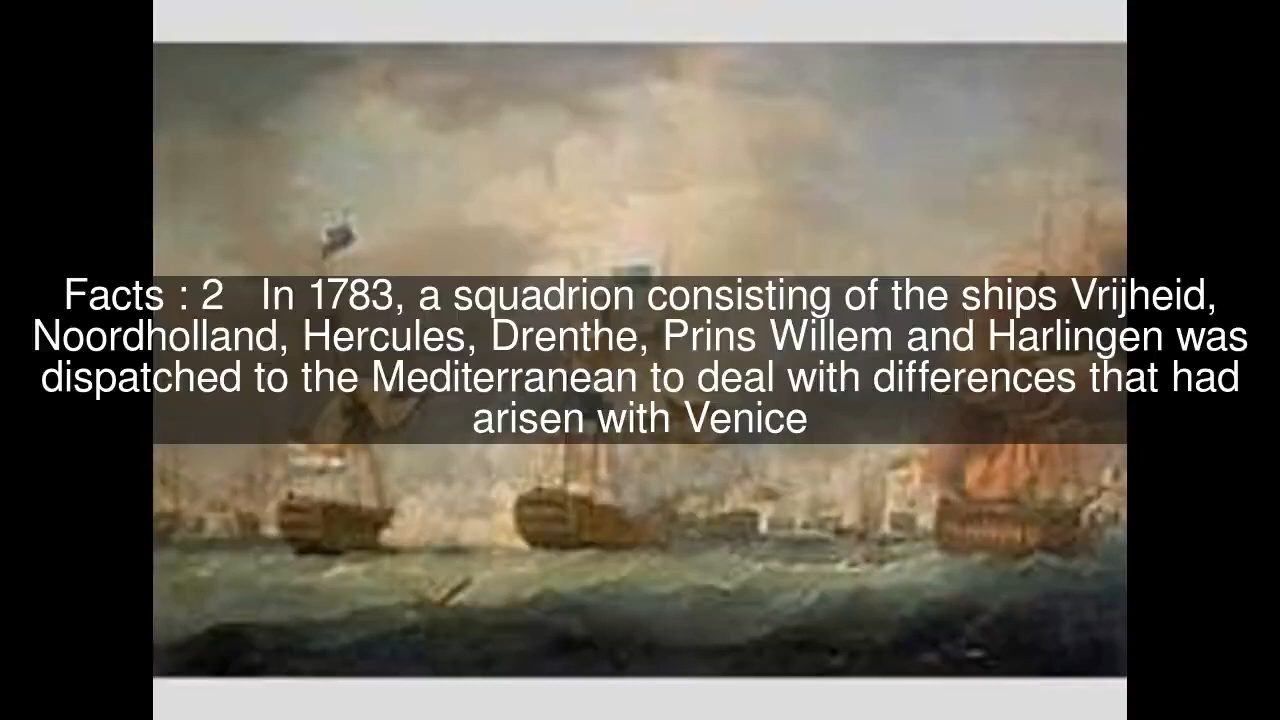 Facts : 2 In 1783, a squadrion consisting of the ships Vrijheid,
Noordholland, Hercules, Drenthe, Prins Willem and Harlingen was
dispatched to the Mediterranean to deal with differences that had
arisen with Venice